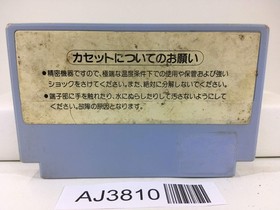 カセットについてのお願い
●精密機器ですので、極端な温度条件下での使用や保管および強い
ショックをさけてください。また、絶対に分解しないでください。
●端子部に手を触れたり、水にぬらしたりして汚さないようにして
ください。故障の原因となります。
AJ3810